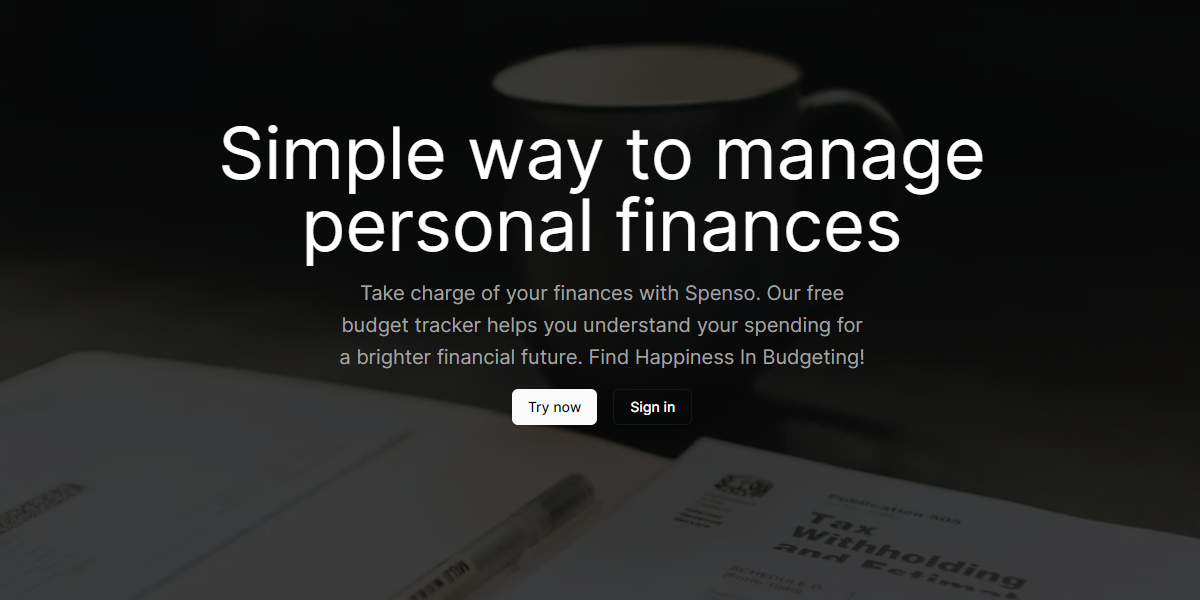 Simple way to manage
personal finances
Take charge of your finances with Spenso. Our free
budget tracker helps you understand your spending for
a brighter financial future. Find Happiness In Budgeting!
Try now
Sign in
Publication 505
Tax
Withholding
and Estimat
SCHEDULE D
(Form 1040)